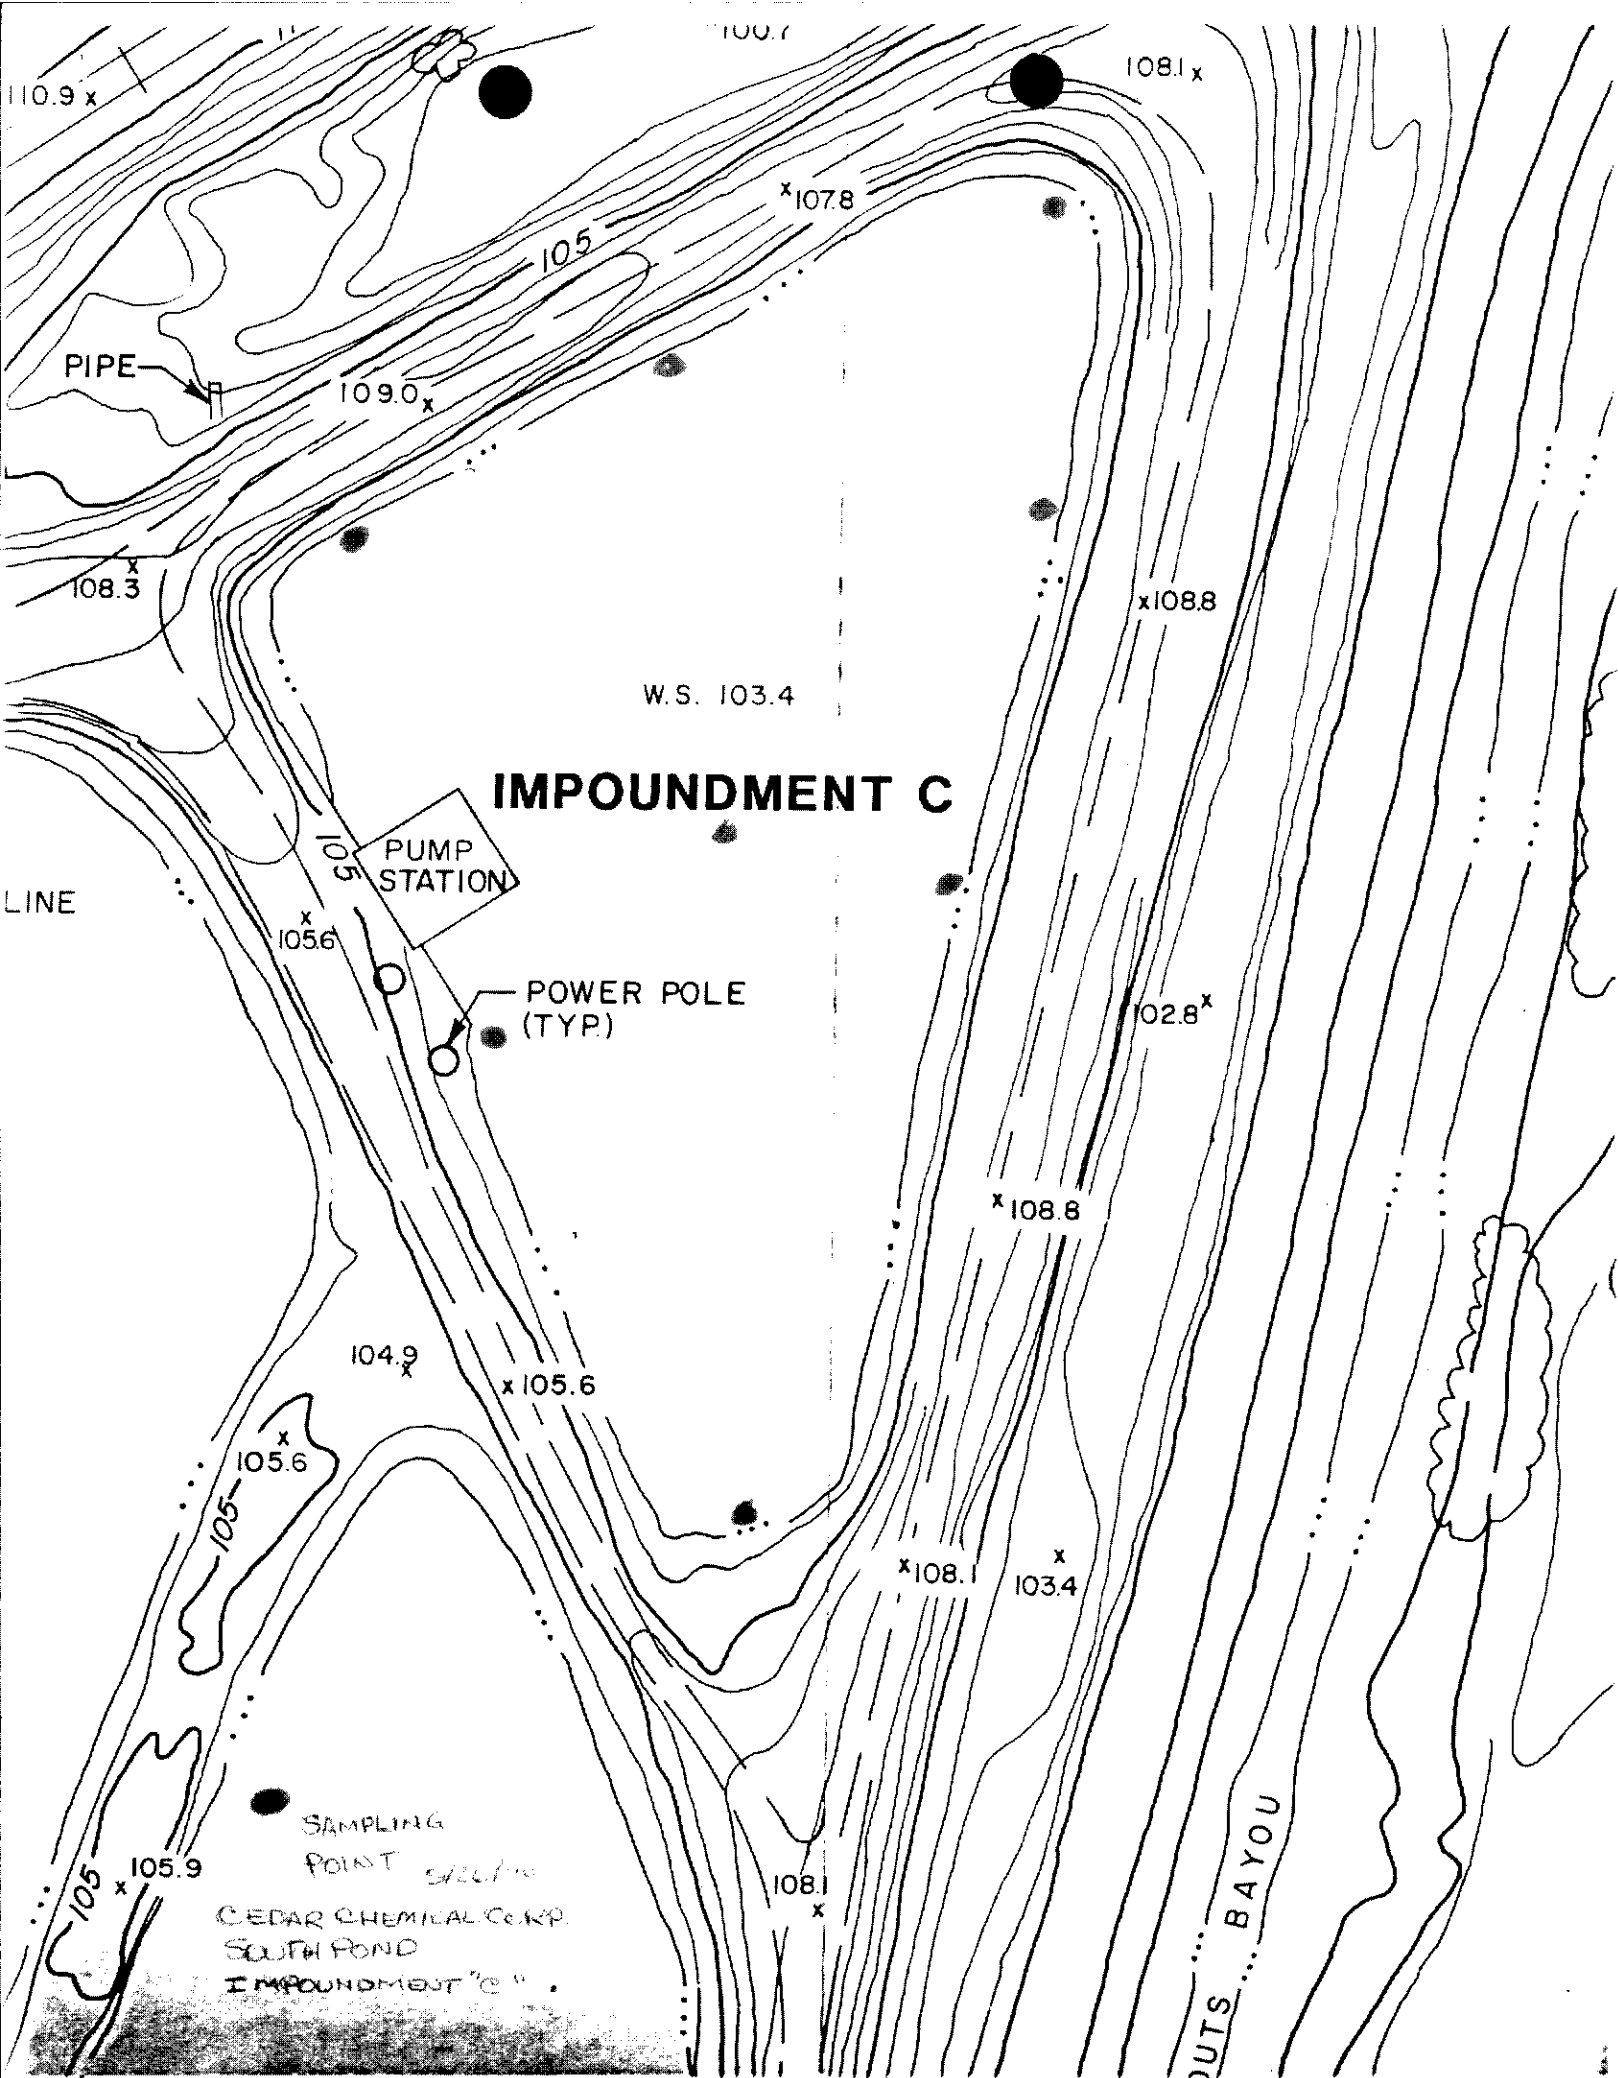 108.1
110.9
107.8
105
PIPE
109.0
108.3
108.8
W.S. 103.4
IMPOUNDMENT C
105
PUMP
STATION
LINE
105.6
POWER POLE
(TYP.)
102.8
108.8
104.9
105.6
105.6
105
108.1
103.4
SAMPLING
POINT
105.9
105
108.1
CEDAR CHEMICAL CORP.
SOUTH POND
IMPOUNDMENT "C"
BAYOU
OUTS